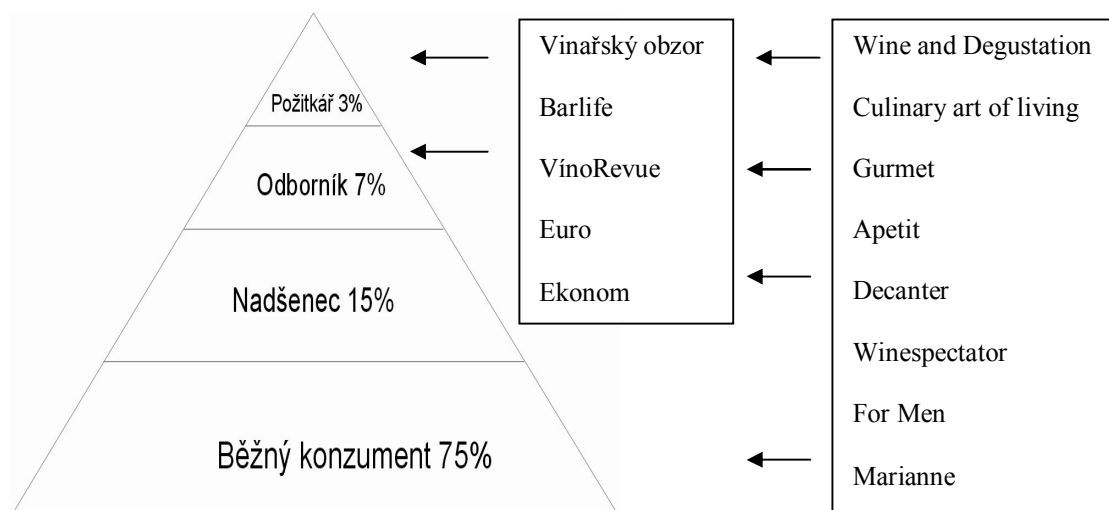 Požitkář 3%
Odborník 7%
Nadšenec 15%
Běžný konzument 75%
Vinařský obzor
Barlife
VínoRevue
Euro
Ekonom
Wine and Degustation
Culinary art of living
Gurmet
Apetit
Decanter
Winespectator
For Men
Marianne